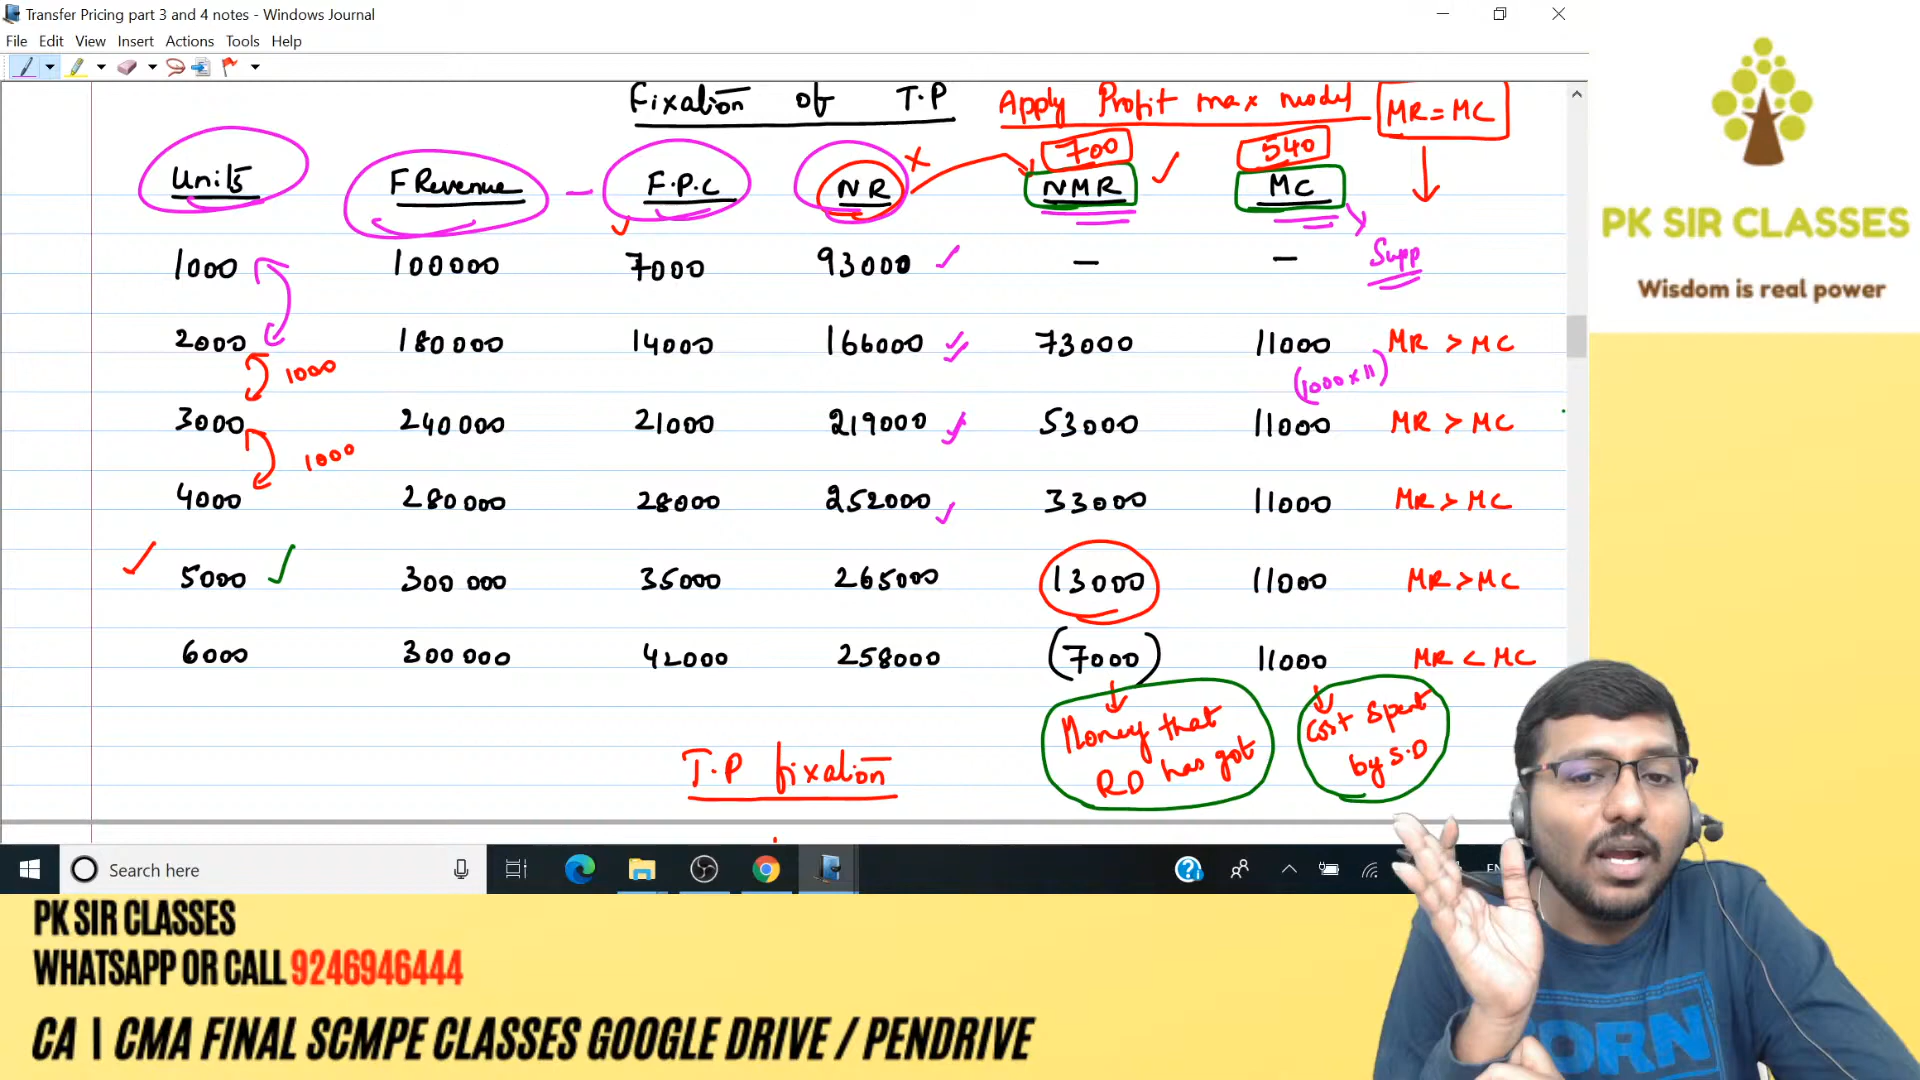 Transfer Pricing part 3 and 4 notes - Windows Journal
File Edit View Insert Actions Tools Help
Fixation of T.P Apply Profit max model MR = MC
700 540
Units F Revenue - F.P.C NR x NMR MC
1000 100000 7000 93000 - - Supp
2000 180000 14000 166000 73000 11000 MR > MC
1000 (1000 x 11)
3000 240000 21000 219000 53000 11000 MR > MC
1000
4000 280000 28000 252000 33000 11000 MR > MC
5000 300 000 35000 265000 13000 11000 MR > MC
6000 300 000 42000 258000 (7000) 11000 MR < MC
Money that RD has got
Cost spent by S.D
T.P fixation
Search here
PK SIR CLASSES
Wisdom is real power
PK SIR CLASSES
WHATSAPP OR CALL 9246946444
CA \ CMA FINAL SCMPE CLASSES GOOGLE DRIVE / PENDRIVE